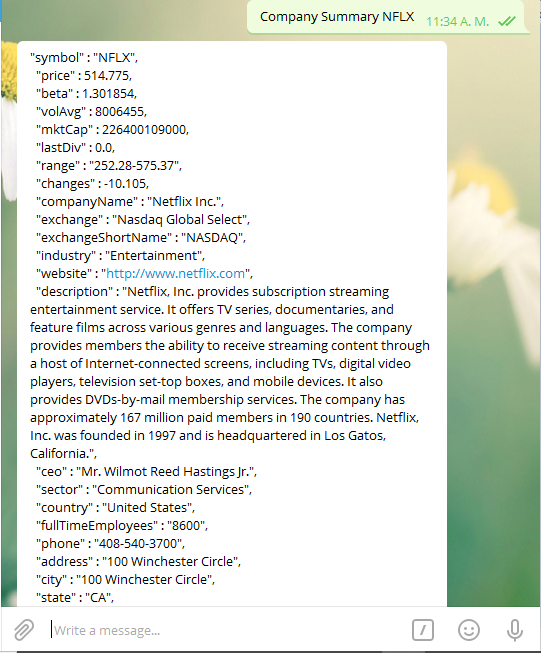 Company Summary NFLX
11:34 A. M.
"symbol" : "NFLX",
"price" : 514.775,
"beta" : 1.301854,
"volAvg" : 8006455,
"mktCap" : 226400109000,
"lastDiv" : 0.0,
"range" : "252.28-575.37",
"changes" : -10.105,
"companyName" : "Netflix Inc.",
"exchange" : "Nasdaq Global Select",
"exchangeShortName" : "NASDAQ",
"industry" : "Entertainment",
"website" : "http://www.netflix.com",
"description" : "Netflix, Inc. provides subscription streaming
entertainment service. It offers TV series, documentaries, and
feature films across various genres and languages. The company
provides members the ability to receive streaming content through
a host of Internet-connected screens, including TVs, digital video
players, television set-top boxes, and mobile devices. It also
provides DVDs-by-mail membership services. The company has
approximately 167 million paid members in 190 countries. Netflix,
Inc. was founded in 1997 and is headquartered in Los Gatos,
California.",
"ceo" : "Mr. Wilmot Reed Hastings Jr.",
"sector" : "Communication Services",
"country" : "United States",
"fullTimeEmployees" : "8600",
"phone" : "408-540-3700",
"address" : "100 Winchester Circle",
"city" : "100 Winchester Circle",
"state" : "CA",
Write a message...